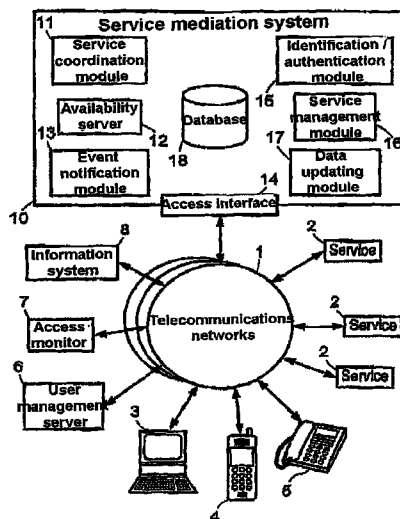 Service mediation system
11
Service
coordination
module
Identification /
authentication
module
15
Availability
server
12
Database
18
Service
management
module
16
13
Event
notification
module
17
Data
updating
module
10
14
Access interface
8
Information
system
1
2
Service
7
Access
monitor
Telecommunications
networks
2
Service
6
User
management
server
2
Service
3
4
5